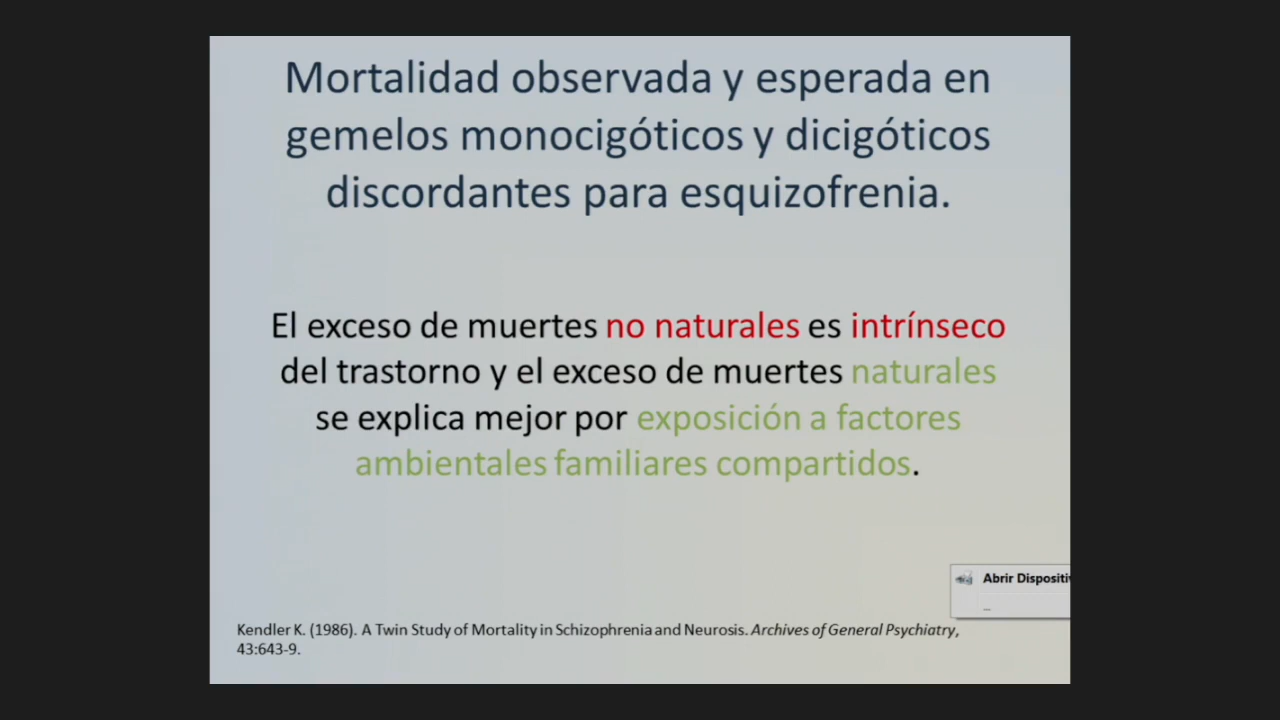 Mortalidad observada y esperada en
gemelos monocigóticos y dicigóticos
discordantes para esquizofrenia.
El exceso de muertes no naturales es intrínseco
del trastorno y el exceso de muertes naturales
se explica mejor por exposición a factores
ambientales familiares compartidos.
Abrir Dispositiv
Kendler K. (1986). A Twin Study of Mortality in Schizophrenia and Neurosis. Archives of General Psychiatry,
43:643-9.